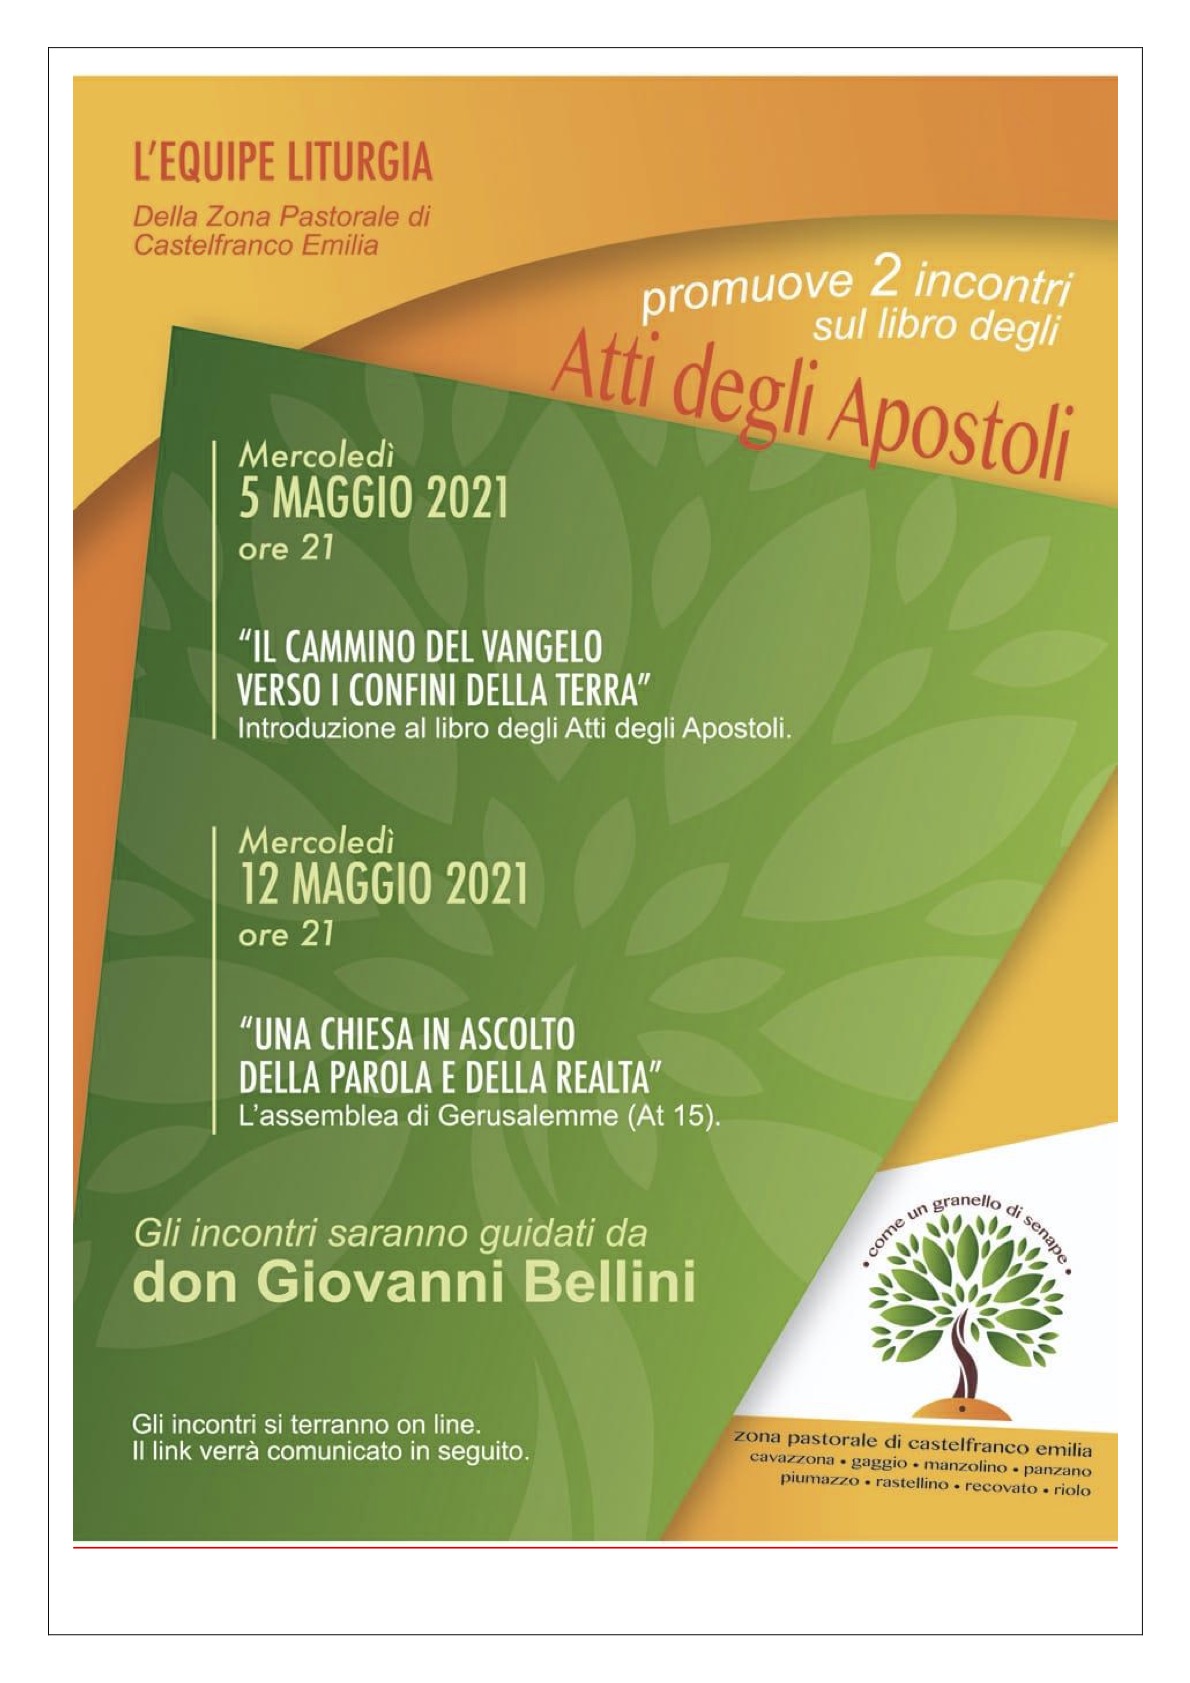 L'EQUIPE LITURGIA
Della Zona Pastorale di
Castelfranco Emilia
promuove 2 incontri
sul libro degli
Atti degli Apostoli
Mercoledì
5 MAGGIO 2021
ore 21
“IL CAMMINO DEL VANGELO
VERSO I CONFINI DELLA TERRA”
Introduzione al libro degli Atti degli Apostoli.
Mercoledì
12 MAGGIO 2021
ore 21
“UNA CHIESA IN ASCOLTO
DELLA PAROLA E DELLA REALTA”
L'assemblea di Gerusalemme (At 15).
Gli incontri saranno guidati da
don Giovanni Bellini
Gli incontri si terranno on line.
Il link verrà comunicato in seguito.
• come un granello di senape •
zona pastorale di castelfranco emilia
cavazzona • gaggio • manzolino • panzano
piumazzo • rastellino • recovato • riolo